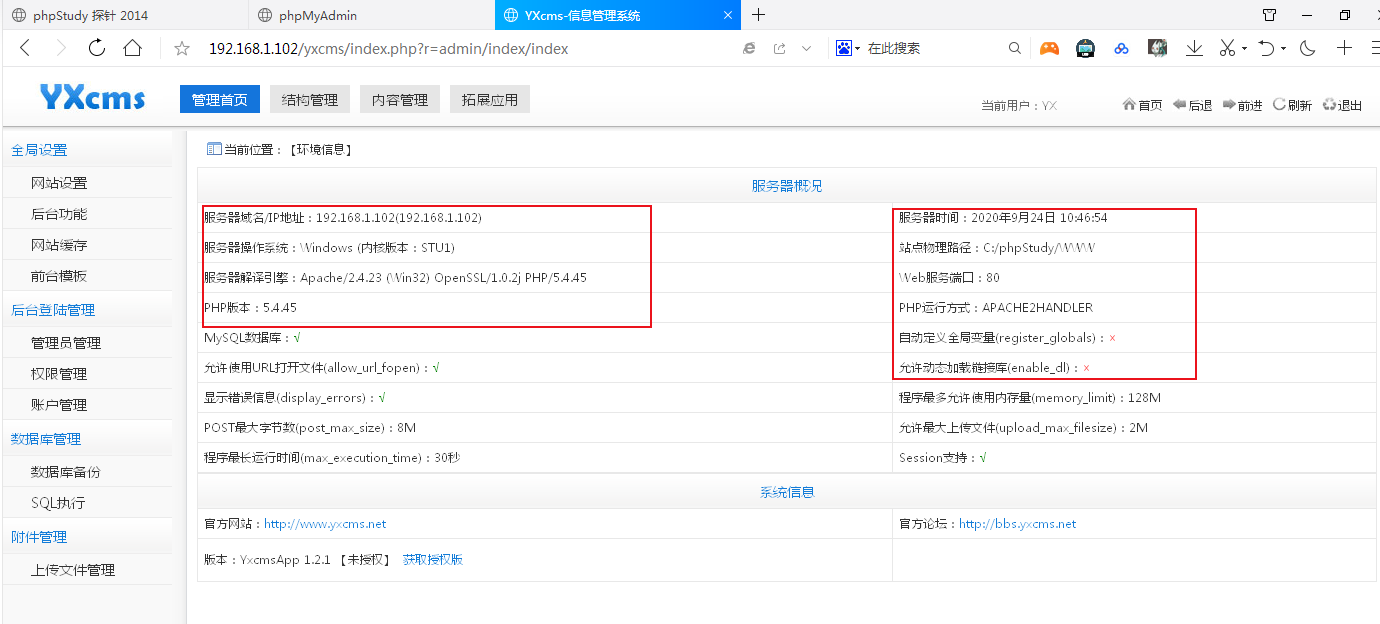 phpStudy 探针 2014
phpMyAdmin
YXcms-信息管理系统
192.168.1.102/yxcms/index.php?r=admin/index/index
在此搜索
YXcms
管理首页
结构管理
内容管理
拓展应用
当前用户：YX
首页
后退
前进
刷新
退出
全局设置
网站设置
后台功能
网站缓存
前台模板
后台登陆管理
管理员管理
权限管理
账户管理
数据库管理
数据库备份
SQL执行
附件管理
上传文件管理
当前位置：【环境信息】
服务器概况
服务器域名/IP地址：192.168.1.102(192.168.1.102)
服务器时间：2020年9月24日 10:46:54
服务器操作系统：Windows (内核版本：STU1)
站点物理路径：C:/phpStudy/WWW
服务器解译引擎：Apache/2.4.23 (Win32) OpenSSL/1.0.2j PHP/5.4.45
Web服务端口：80
PHP版本：5.4.45
PHP运行方式：APACHE2HANDLER
MySQL数据库：√
自动定义全局变量(register_globals)：×
允许使用URL打开文件(allow_url_fopen)：√
允许动态加载链接库(enable_dl)：×
显示错误信息(display_errors)：√
程序最多允许使用内存量(memory_limit)：128M
POST最大字节数(post_max_size)：8M
允许最大上传文件(upload_max_filesize)：2M
程序最长运行时间(max_execution_time)：30秒
Session支持：√
系统信息
官方网站：http://www.yxcms.net
官方论坛：http://bbs.yxcms.net
版本：YxcmsApp 1.2.1 【未授权】 获取授权版